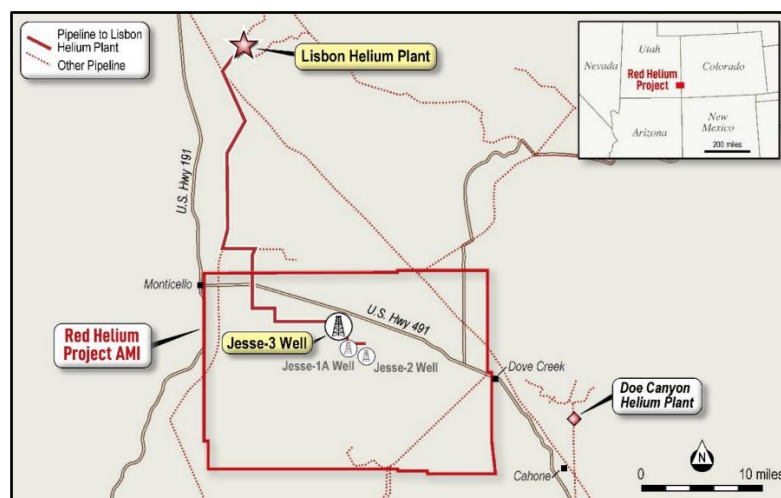 Pipeline to Lisbon
Helium Plant
Other Pipeline
Lisbon Helium Plant
Utah
Nevada
Colorado
Red Helium
Project
Arizona
New
Mexico
200 miles
U.S. Hwy 191
Monticello
U.S. Hwy 491
Red Helium
Project AMI
Jesse-3 Well
Jesse-1A Well
Jesse-2 Well
Dove Creek
Doe Canyon
Helium Plant
Cahone
N
0
10 miles